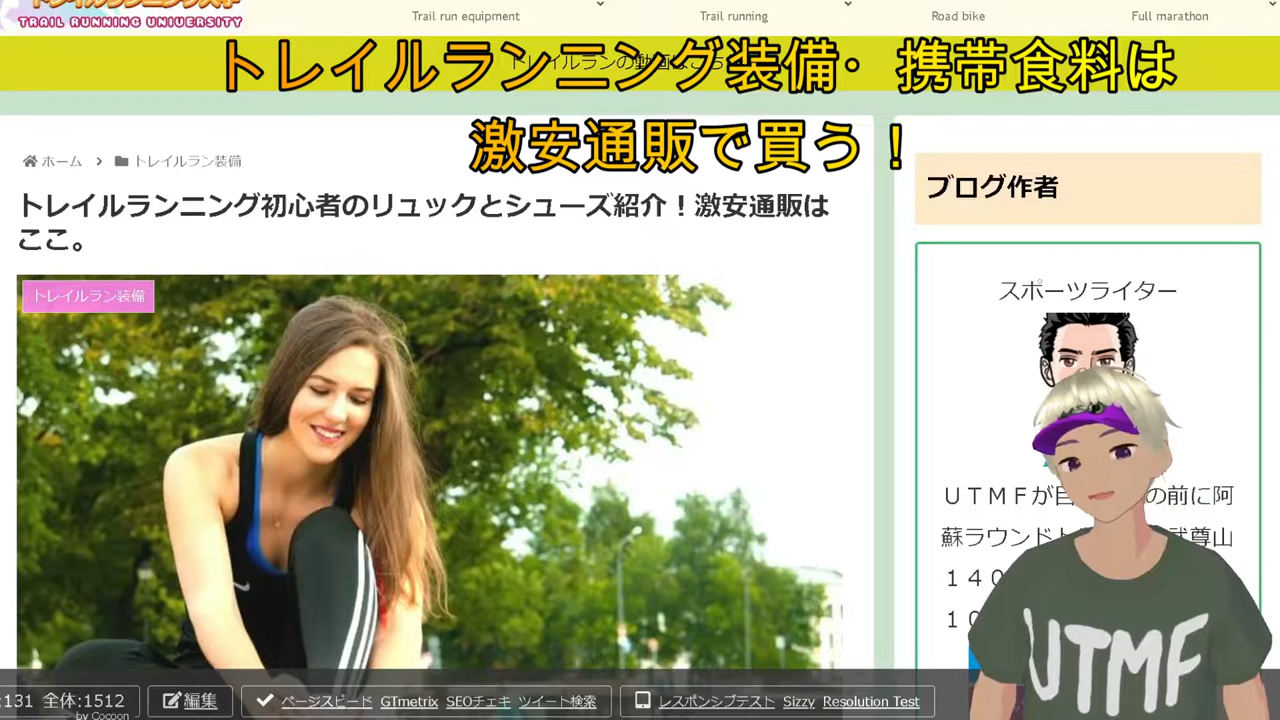 TRAIL RUNNING UNIVERSITY
Trail run equipment
Trail running
Road bike
Full marathon
トレイルランニング装備・携帯食料は
激安通販で買う！
ホーム
トレイルラン装備
トレイルランニング初心者のリュックとシューズ紹介！激安通販は
ここ。
トレイルラン装備
ブログ作者
スポーツライター
ＵＴＭＦが目
の前に阿
蘇ラウンド
武尊山
１４０
１０
UTMF
:131 全体:1512
by Cocoon
編集
ページスピード GTmetrix SEOチェキ ツイート検索
レスポンシブテスト Sizzy Resolution Test